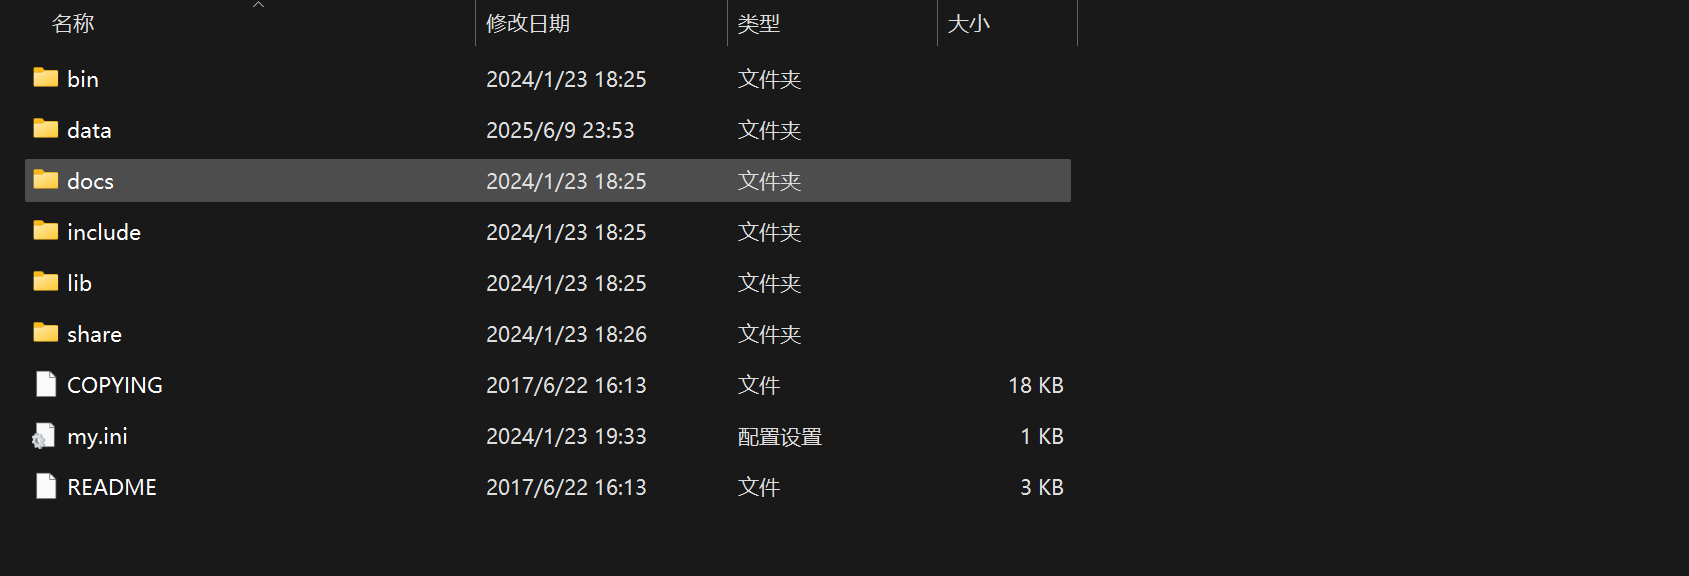 名称 修改日期 类型 大小
bin 2024/1/23 18:25 文件夹
data 2025/6/9 23:53 文件夹
docs 2024/1/23 18:25 文件夹
include 2024/1/23 18:25 文件夹
lib 2024/1/23 18:25 文件夹
share 2024/1/23 18:26 文件夹
COPYING 2017/6/22 16:13 文件 18 KB
my.ini 2024/1/23 19:33 配置设置 1 KB
README 2017/6/22 16:13 文件 3 KB